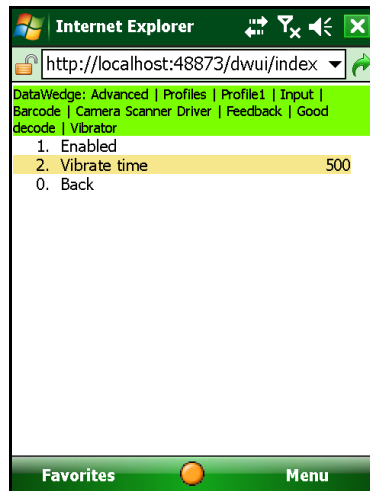 Internet Explorer
http://localhost:48873/dwui/index
DataWedge: Advanced | Profiles | Profile1 | Input |
Barcode | Camera Scanner Driver | Feedback | Good
decode | Vibrator
1. Enabled
2. Vibrate time 500
0. Back
Favorites Menu